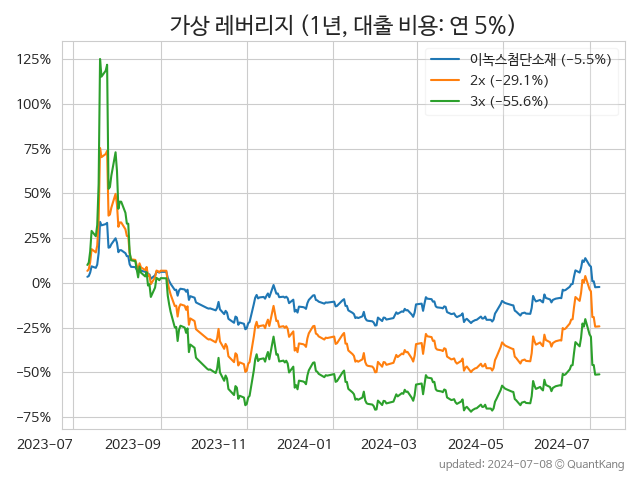 가상 레버리지 (1년, 대출 비용: 연 5%)
이녹스첨단소재 (−5.5%)
2x (−29.1%)
3x (−55.6%)
125%
100%
75%
50%
25%
0%
−25%
−50%
−75%
2023-07 2023-09 2023-11 2024-01 2024-03 2024-05 2024-07
updated: 2024-07-08 © QuantKang